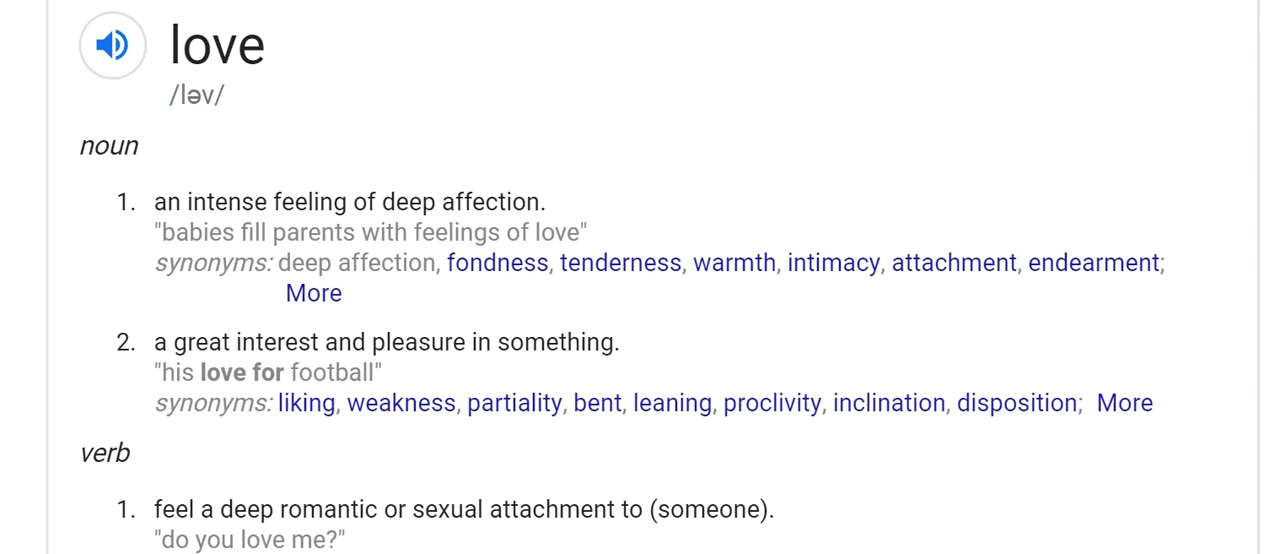 love
/ləv/
noun
1. an intense feeling of deep affection.
"babies fill parents with feelings of love"
synonyms: deep affection, fondness, tenderness, warmth, intimacy, attachment, endearment;
More
2. a great interest and pleasure in something.
"his love for football"
synonyms: liking, weakness, partiality, bent, leaning, proclivity, inclination, disposition; More
verb
1. feel a deep romantic or sexual attachment to (someone).
"do you love me?"